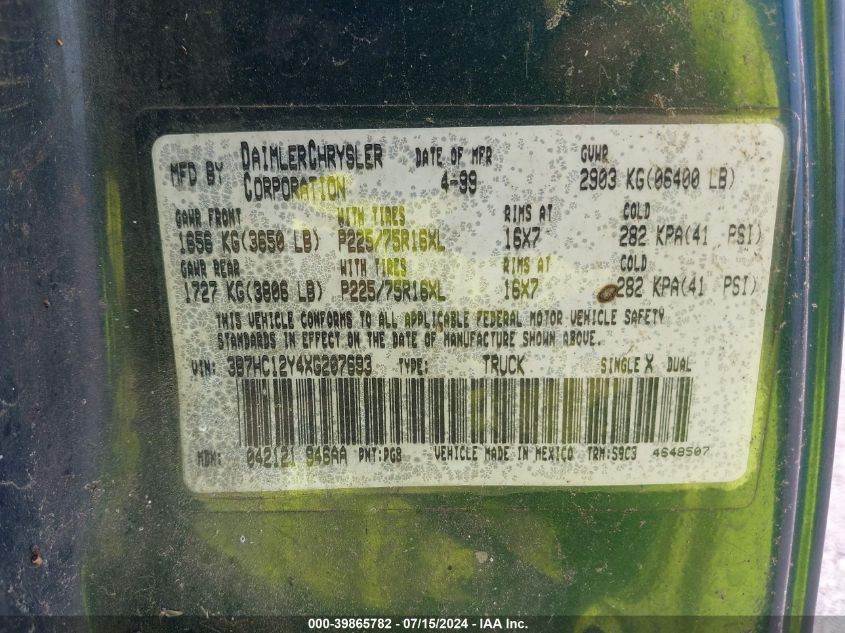 MFD BY DAIMLERCHRYSLER CORPORATION DATE OF MFR 4-99 GVWR 2903 KG(06400 LB)
GAWR FRONT WITH TIRES RIMS AT COLD
1656 KG(3650 LB) P225/75R16XL 16X7 282 KPA(41 PSI)
GAWR REAR WITH TIRES RIMS AT COLD
1727 KG(3806 LB) P225/75R16XL 16X7 282 KPA(41 PSI)
THIS VEHICLE CONFORMS TO ALL APPLICABLE FEDERAL MOTOR VEHICLE SAFETY
STANDARDS IN EFFECT ON THE DATE OF MANUFACTURE SHOWN ABOVE.
VIN: 3B7HC12Y4XG207693 TYPE: TRUCK SINGLE X DUAL
MDH: 042121 946AA PNT:PG8 VEHICLE MADE IN MEXICO TRM:S9C3 4648507
000-39865782 - 07/15/2024 - IAA Inc.